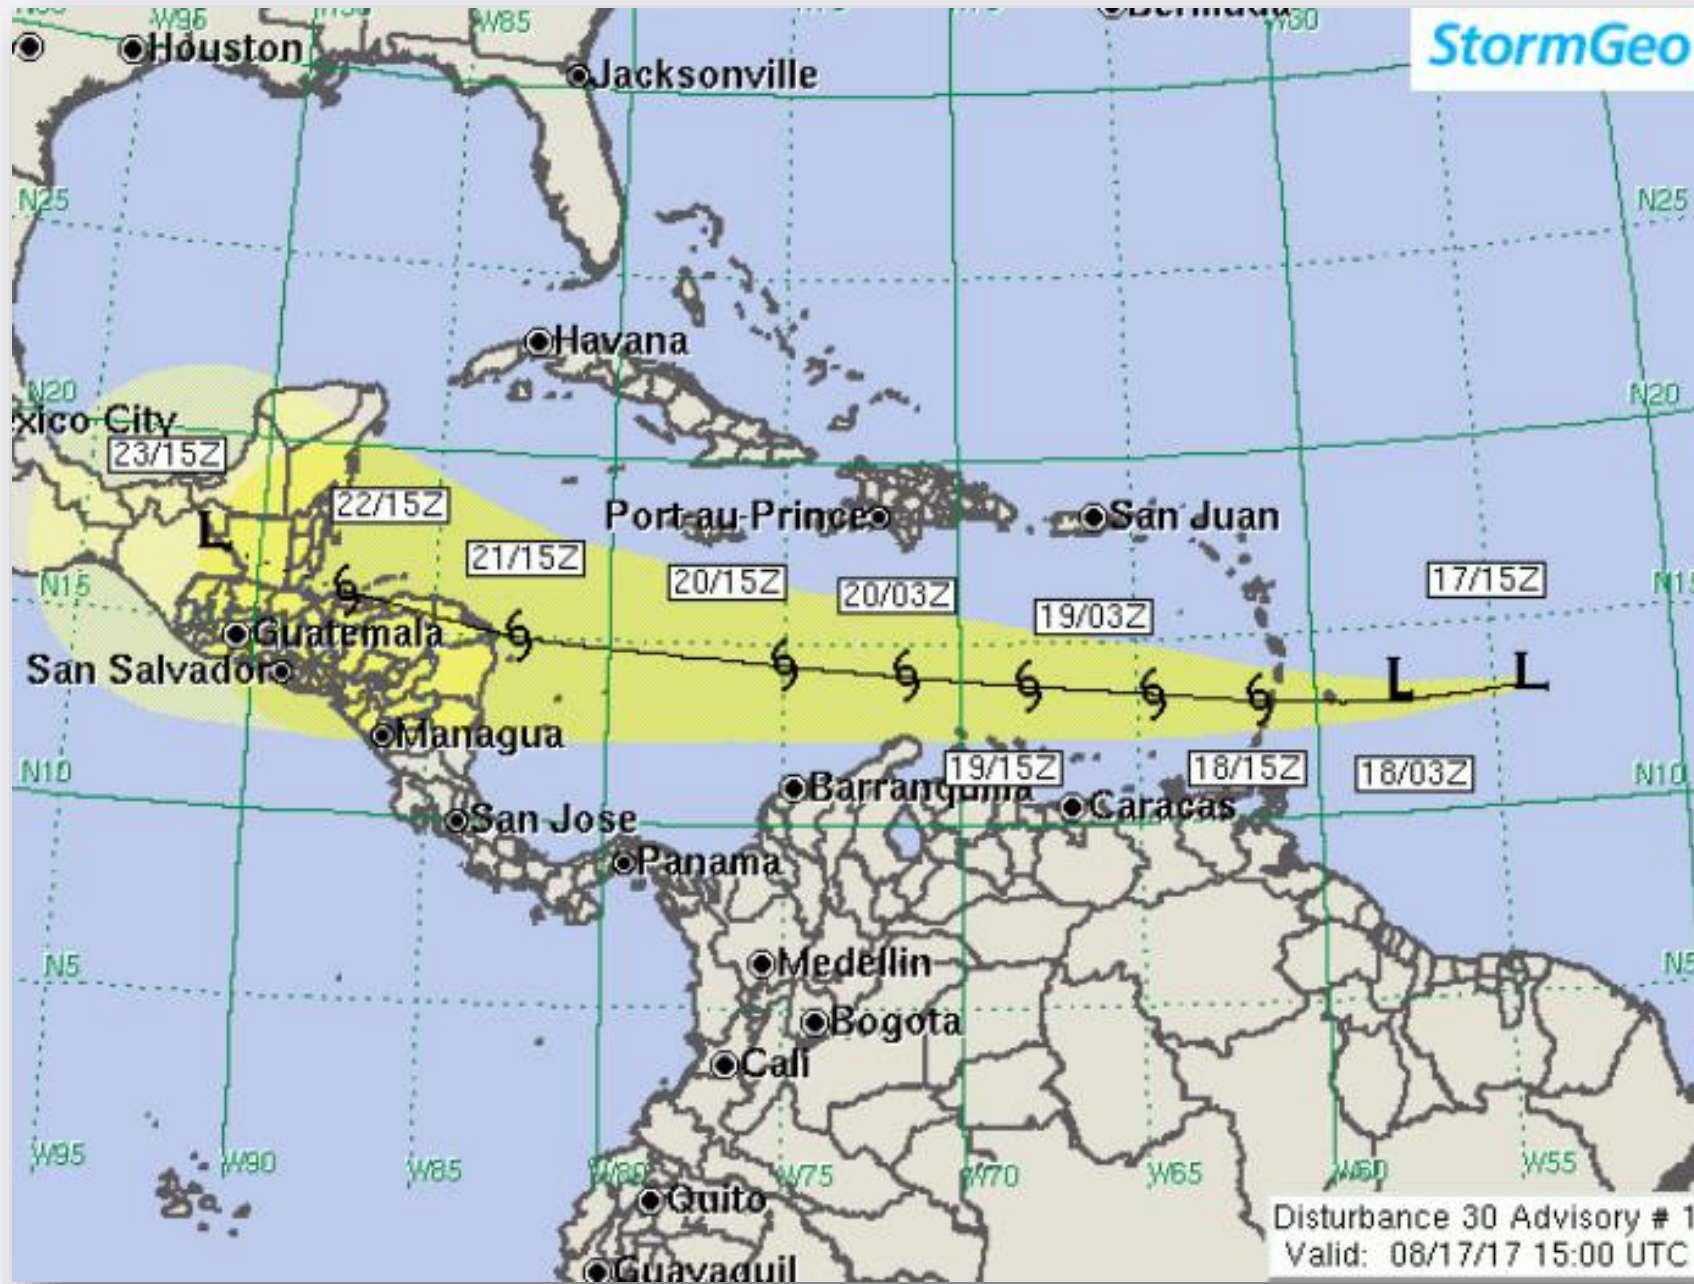 W95
W85
W80
StormGeo
Houston
Jacksonville
N25
N25
Havana
N20
N20
xico City
23/15Z
22/15Z
Port-au-Prince
San Juan
21/15Z
20/15Z
20/03Z
19/03Z
17/15Z
N15
N15
Guatemala
San Salvador
Managua
19/15Z
18/15Z
18/03Z
N10
N10
Barranquilla
Caracas
San Jose
Panama
N5
N5
Medellin
Bogota
Cali
W95
W90
W85
W80
W75
W70
W65
W60
W55
Quito
Disturbance 30 Advisory # 1
Valid: 08/17/17 15:00 UTC
Guayaquil